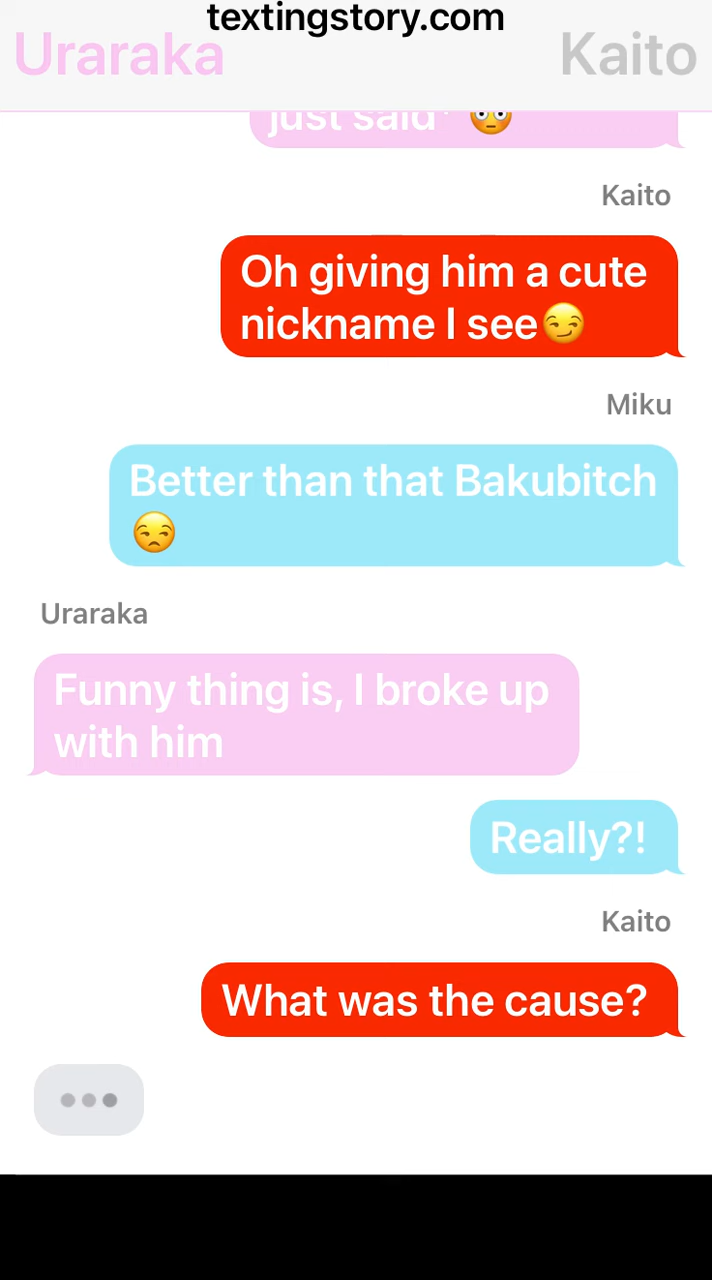 textingstory.com
Uraraka Kaito
just said 😳
Kaito
Oh giving him a cute
nickname I see😏
Miku
Better than that Bakubitch
😒
Uraraka
Funny thing is, I broke up
with him
Really?!
Kaito
What was the cause?